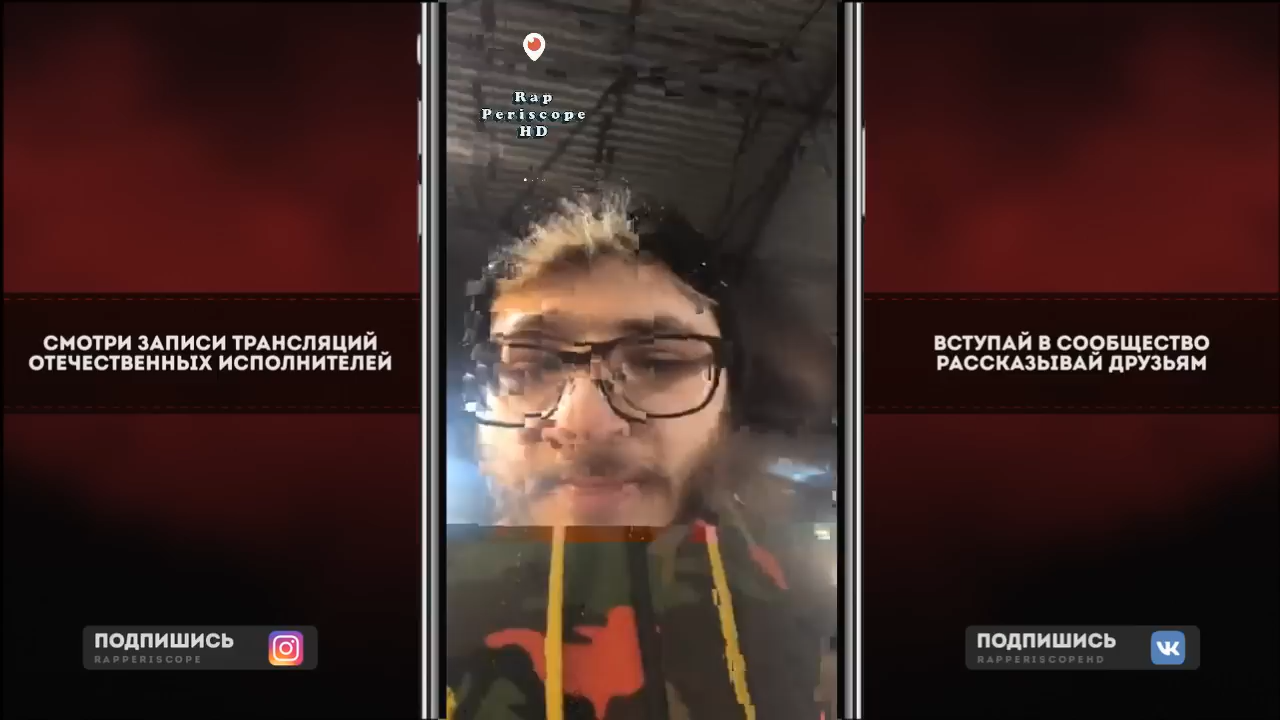 Rap
Periscope
HD
СМОТРИ ЗАПИСИ ТРАНСЛЯЦИЙ
ОТЕЧЕСТВЕННЫХ ИСПОЛНИТЕЛЕЙ
ВСТУПАЙ В СООБЩЕСТВО
РАССКАЗЫВАЙ ДРУЗЬЯМ
ПОДПИШИСЬ
RAPPERISCOPE
ПОДПИШИСЬ
RAPPERISCOPEHD